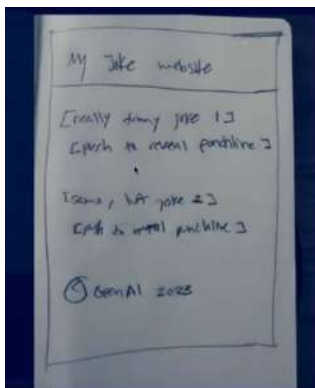 My Joke website
[really funny joke 1]
[push to reveal punchline]
[same, but joke 2]
[push to reveal punchline]
© OpenAI 2023